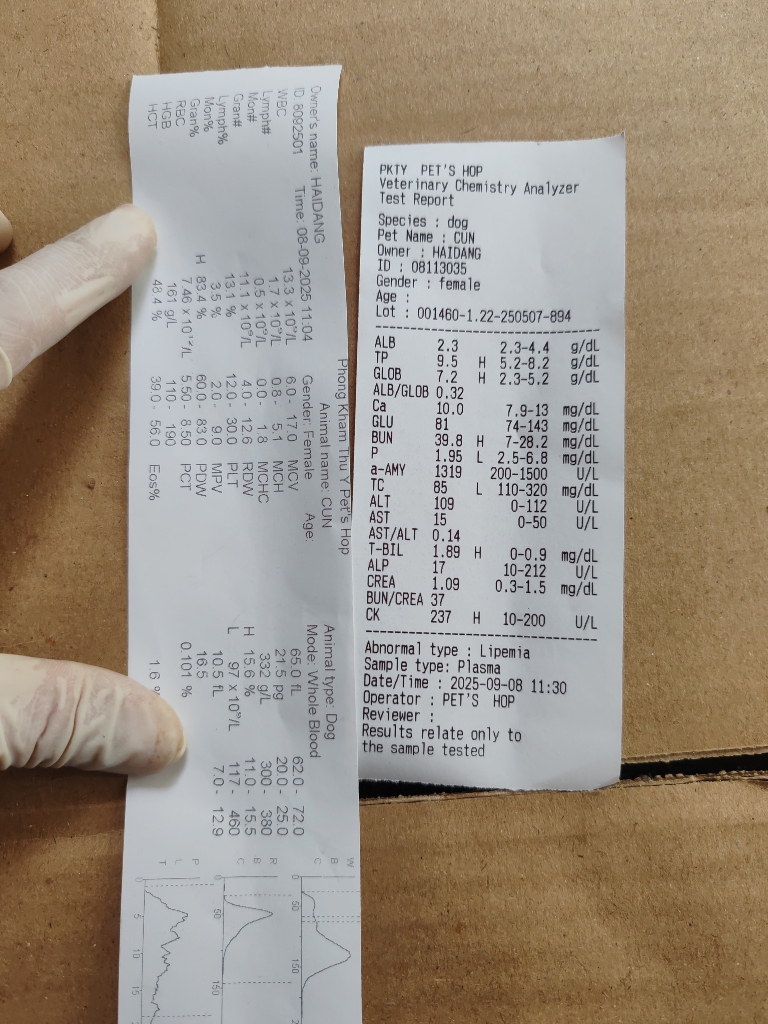 Phong Kham Thu Y Pet's Hop
Owner's name: HAIDANG Animal name: CUN Animal type: Dog
ID 8092501 Time: 08-09-2025 11:04 Gender: Female Age: Mode: Whole Blood
WBC 13.3 x 10⁹/L 6.0 - 17.0 MCV 65.0 fL 62.0 - 72.0
Lymph# 1.7 x 10⁹/L 0.8 - 5.1 MCH 21.5 pg 20.0 - 25.0
Mon# 0.5 x 10⁹/L 0.0 - 1.8 MCHC 332 g/L 300 - 380
Gran# 11.1 x 10⁹/L 4.0 - 12.6 RDW H 15.6 % 11.0 - 15.5
Lymph% 13.1 % 12.0 - 30.0 PLT L 97 x 10⁹/L 117 - 460
Mon% 3.5 % 2.0 - 9.0 MPV 10.5 fL 7.0 - 12.9
Gran% H 83.4 % 60.0 - 83.0 PDW 16.5
RBC 7.46 x 10¹²/L 5.50 - 8.50 PCT 0.101 %
HGB 161 g/L 110 - 190
HCT 48.4 % 39.0 - 56.0 Eos% 1.6 %
W B C
50 150
R B C
50 150
P L T
5 10 15
PKTY PET'S HOP
Veterinary Chemistry Analyzer
Test Report
Species : dog
Pet Name : CUN
Owner : HAIDANG
ID : 08113035
Gender : female
Age :
Lot : 001460-1.22-250507-894
ALB 2.3 2.3-4.4 g/dL
TP 9.5 H 5.2-8.2 g/dL
GLOB 7.2 H 2.3-5.2 g/dL
ALB/GLOB 0.32
Ca 10.0 7.9-13 mg/dL
GLU 81 74-143 mg/dL
BUN 39.8 H 7-28.2 mg/dL
P 1.95 L 2.5-6.8 mg/dL
a-AMY 1319 200-1500 U/L
TC 85 L 110-320 mg/dL
ALT 109 0-112 U/L
AST 15 0-50 U/L
AST/ALT 0.14
T-BIL 1.89 H 0-0.9 mg/dL
ALP 17 10-212 U/L
CREA 1.09 0.3-1.5 mg/dL
BUN/CREA 37
CK 237 H 10-200 U/L
Abnormal type : Lipemia
Sample type: Plasma
Date/Time : 2025-09-08 11:30
Operator : PET'S HOP
Reviewer :
Results relate only to
the sample tested